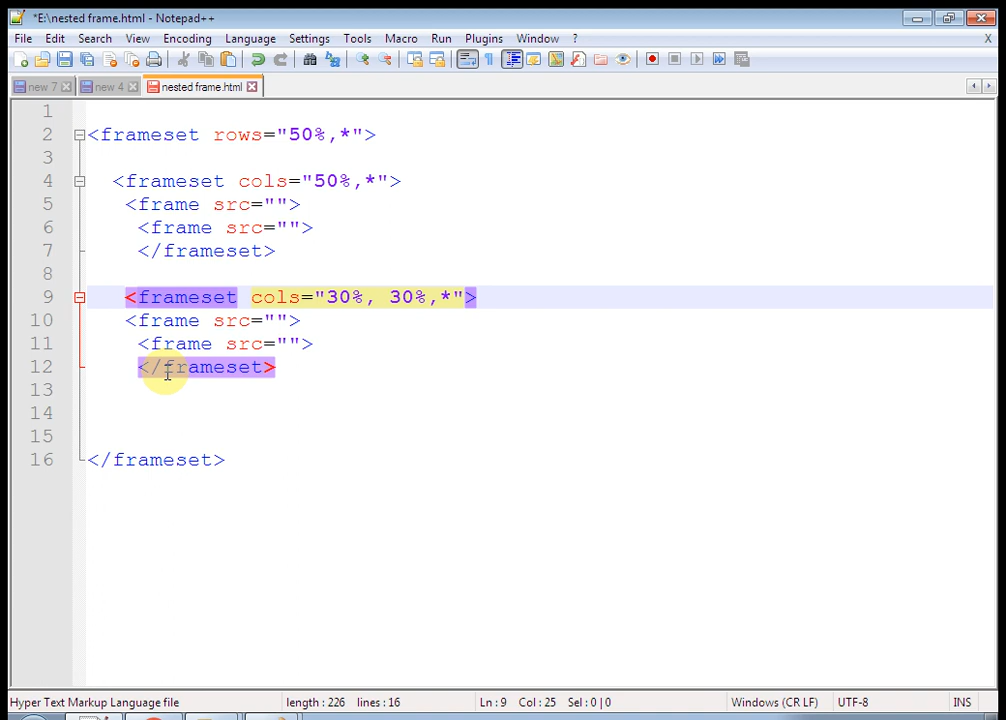 *E:\nested frame.html - Notepad++
File Edit Search View Encoding Language Settings Tools Macro Run Plugins Window ? X
new 7 new 4 nested frame.html
1
2 <frameset rows="50%,*">
3
4 <frameset cols="50%,*">
5 <frame src="">
6 <frame src="">
7 </frameset>
8
9 <frameset cols="30%, 30%,*">
10 <frame src="">
11 <frame src="">
12 </frameset>
13
14
15
16 </frameset>
Hyper Text Markup Language file length : 226 lines : 16 Ln : 9 Col : 25 Sel : 0 | 0 Windows (CR LF) UTF-8 INS